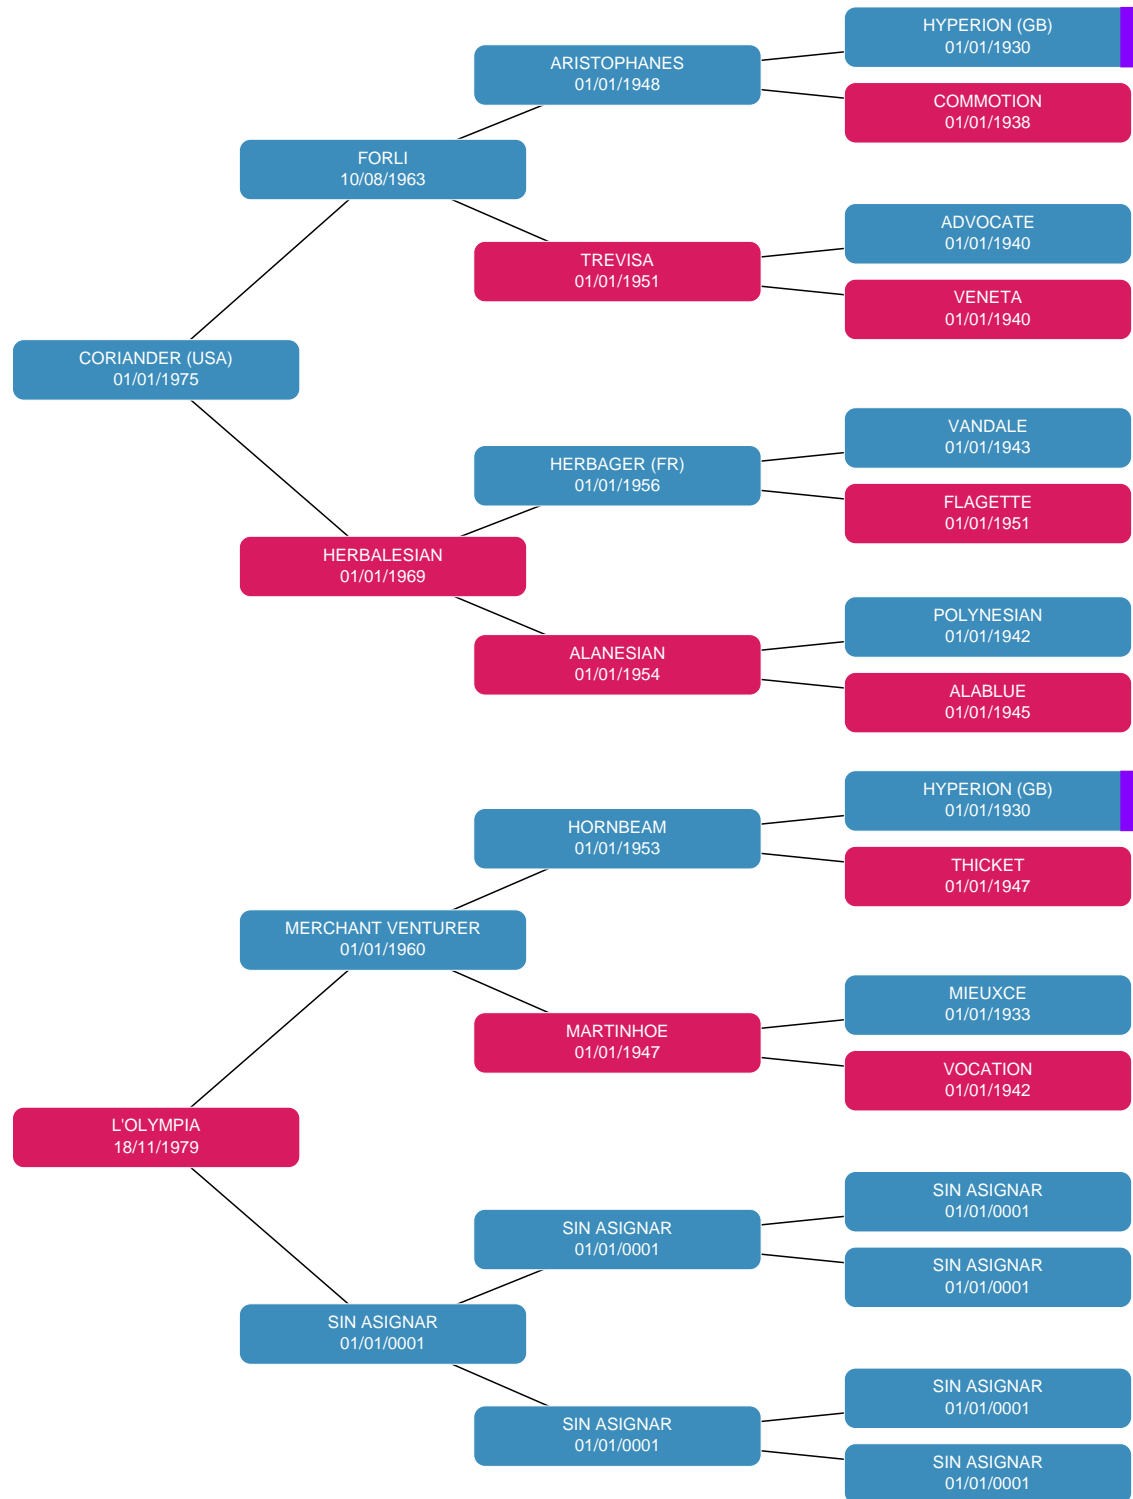 HYPERION (GB)
01/01/1930
ARISTOPHANES
01/01/1948
COMMOTION
01/01/1938
FORLI
10/08/1963
ADVOCATE
01/01/1940
TREVISA
01/01/1951
VENETA
01/01/1940
CORIANDER (USA)
01/01/1975
VANDALE
01/01/1943
HERBAGER (FR)
01/01/1956
FLAGETTE
01/01/1951
HERBALESIAN
01/01/1969
POLYNESIAN
01/01/1942
ALANESIAN
01/01/1954
ALABLUE
01/01/1945
HYPERION (GB)
01/01/1930
HORNBEAM
01/01/1953
THICKET
01/01/1947
MERCHANT VENTURER
01/01/1960
MIEUXCE
01/01/1933
MARTINHOE
01/01/1947
VOCATION
01/01/1942
L'OLYMPIA
18/11/1979
SIN ASIGNAR
01/01/0001
SIN ASIGNAR
01/01/0001
SIN ASIGNAR
01/01/0001
SIN ASIGNAR
01/01/0001
SIN ASIGNAR
01/01/0001
SIN ASIGNAR
01/01/0001
SIN ASIGNAR
01/01/0001